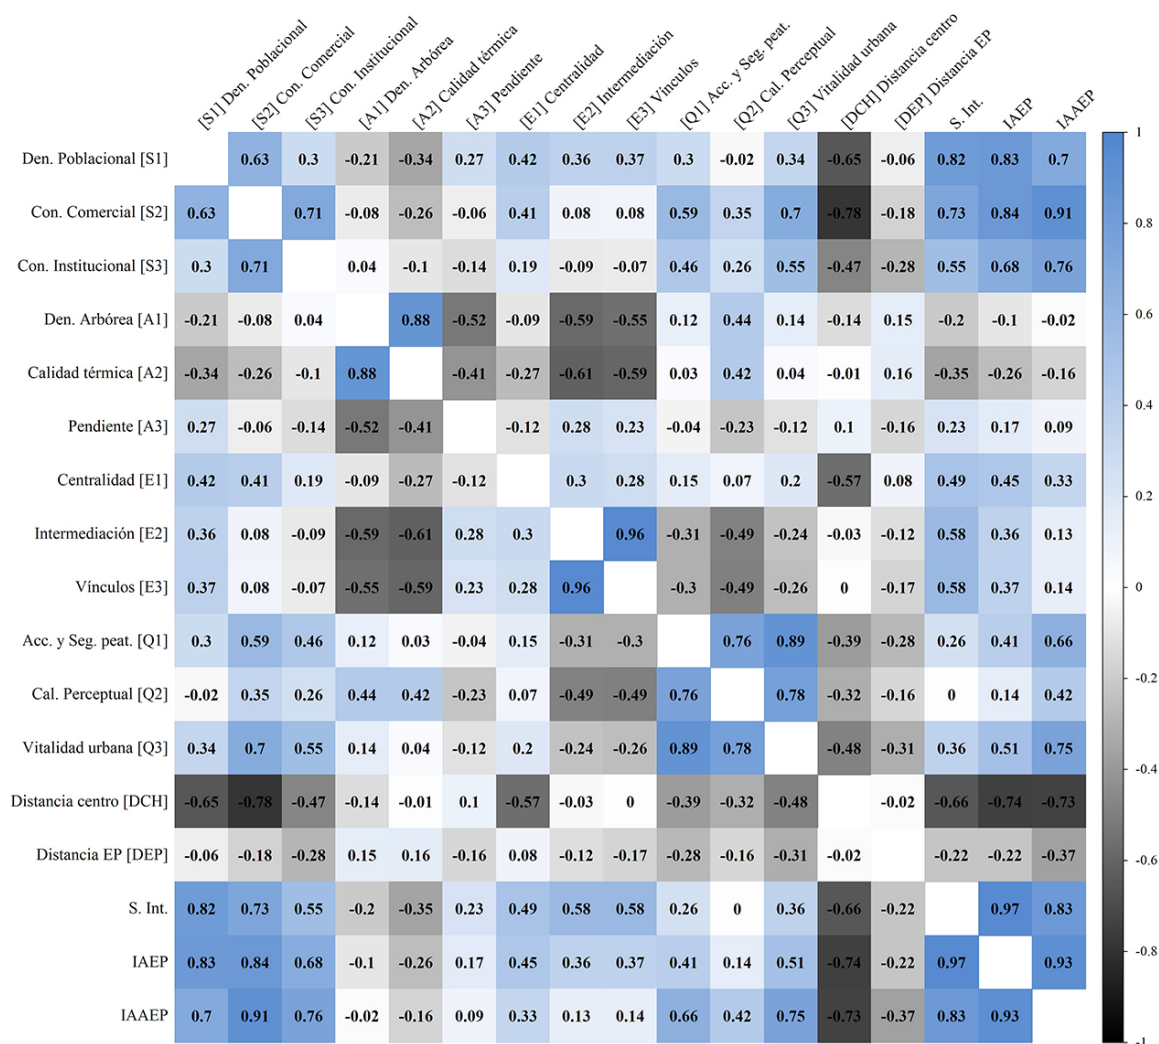 [S1] Den. Poblacional [S2] Con. Comercial [S3] Con. Institucional [A1] Den. Arbórea [A2] Calidad térmica [A3] Pendiente [E1] Centralidad [E2] Intermediación [E3] Vínculos [Q1] Acc. y Seg. peat. [Q2] Cal. Perceptual [Q3] Vitalidad urbana [DCH] Distancia centro [DEP] Distancia EP S. Int. IAEP IAAEP
Den. Poblacional [S1] 0.63 0.3 -0.21 -0.34 0.27 0.42 0.36 0.37 0.3 -0.02 0.34 -0.65 -0.06 0.82 0.83 0.7
Con. Comercial [S2] 0.63 0.71 -0.08 -0.26 -0.06 0.41 0.08 0.08 0.59 0.35 0.7 -0.78 -0.18 0.73 0.84 0.91
Con. Institucional [S3] 0.3 0.71 0.04 -0.1 -0.14 0.19 -0.09 -0.07 0.46 0.26 0.55 -0.47 -0.28 0.55 0.68 0.76
Den. Arbórea [A1] -0.21 -0.08 0.04 0.88 -0.52 -0.09 -0.59 -0.55 0.12 0.44 0.14 -0.14 0.15 -0.2 -0.1 -0.02
Calidad térmica [A2] -0.34 -0.26 -0.1 0.88 -0.41 -0.27 -0.61 -0.59 0.03 0.42 0.04 -0.01 0.16 -0.35 -0.26 -0.16
Pendiente [A3] 0.27 -0.06 -0.14 -0.52 -0.41 -0.12 0.28 0.23 -0.04 -0.23 -0.12 0.1 -0.16 0.23 0.17 0.09
Centralidad [E1] 0.42 0.41 0.19 -0.09 -0.27 -0.12 0.3 0.28 0.15 0.07 0.2 -0.57 0.08 0.49 0.45 0.33
Intermediación [E2] 0.36 0.08 -0.09 -0.59 -0.61 0.28 0.3 0.96 -0.31 -0.49 -0.24 -0.03 -0.12 0.58 0.36 0.13
Vínculos [E3] 0.37 0.08 -0.07 -0.55 -0.59 0.23 0.28 0.96 -0.3 -0.49 -0.26 0 -0.17 0.58 0.37 0.14
Acc. y Seg. peat. [Q1] 0.3 0.59 0.46 0.12 0.03 -0.04 0.15 -0.31 -0.3 0.76 0.89 -0.39 -0.28 0.26 0.41 0.66
Cal. Perceptual [Q2] -0.02 0.35 0.26 0.44 0.42 -0.23 0.07 -0.49 -0.49 0.76 0.78 -0.32 -0.16 0 0.14 0.42
Vitalidad urbana [Q3] 0.34 0.7 0.55 0.14 0.04 -0.12 0.2 -0.24 -0.26 0.89 0.78 -0.48 -0.31 0.36 0.51 0.75
Distancia centro [DCH] -0.65 -0.78 -0.47 -0.14 -0.01 0.1 -0.57 -0.03 0 -0.39 -0.32 -0.48 -0.02 -0.66 -0.74 -0.73
Distancia EP [DEP] -0.06 -0.18 -0.28 0.15 0.16 -0.16 0.08 -0.12 -0.17 -0.28 -0.16 -0.31 -0.02 -0.22 -0.22 -0.37
S. Int. 0.82 0.73 0.55 -0.2 -0.35 0.23 0.49 0.58 0.58 0.26 0 0.36 -0.66 -0.22 0.97 0.83
IAEP 0.83 0.84 0.68 -0.1 -0.26 0.17 0.45 0.36 0.37 0.41 0.14 0.51 -0.74 -0.22 0.97 0.93
IAAEP 0.7 0.91 0.76 -0.02 -0.16 0.09 0.33 0.13 0.14 0.66 0.42 0.75 -0.73 -0.37 0.83 0.93
1
0.8
0.6
0.4
0.2
0
-0.2
-0.4
-0.6
-0.8
-1